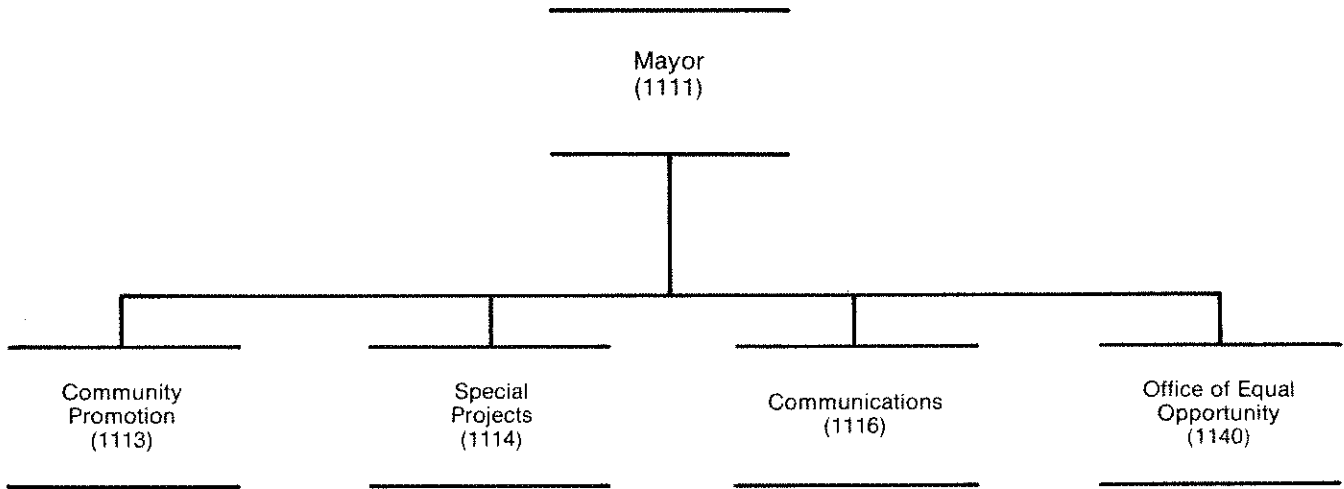 Mayor
(1111)
Community
Promotion
(1113)
Special
Projects
(1114)
Communications
(1116)
Office of Equal
Opportunity
(1140)